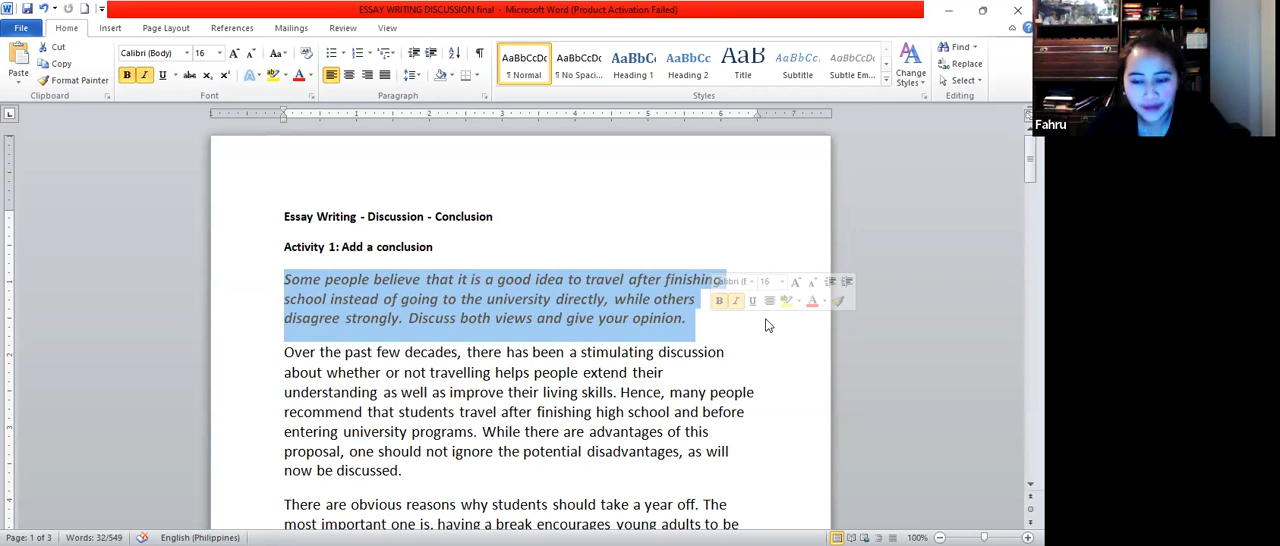 ESSAY WRITING DISCUSSION final - Microsoft Word (Product Activation Failed)
File Home Insert Page Layout References Mailings Review View
Cut
Copy
Format Painter
Paste
Calibri (Body) 16
Clipboard Font Paragraph Styles Editing
AaBbCcDc AaBbCcDc AaBbC AaBbCc AaB AaBbCc. AaBbCcDc
¶ Normal ¶ No Spaci... Heading 1 Heading 2 Title Subtitle Subtle Em...
Change
Styles
Find
Replace
Select
Fahru
Essay Writing - Discussion - Conclusion
Activity 1: Add a conclusion
Some people believe that it is a good idea to travel after finishing
school instead of going to the university directly, while others
disagree strongly. Discuss both views and give your opinion.
Over the past few decades, there has been a stimulating discussion
about whether or not travelling helps people extend their
understanding as well as improve their living skills. Hence, many people
recommend that students travel after finishing high school and before
entering university programs. While there are advantages of this
proposal, one should not ignore the potential disadvantages, as will
now be discussed.
There are obvious reasons why students should take a year off. The
most important one is, having a break encourages young adults to be
Page: 1 of 3 Words: 32/549 English (Philippines) 100%